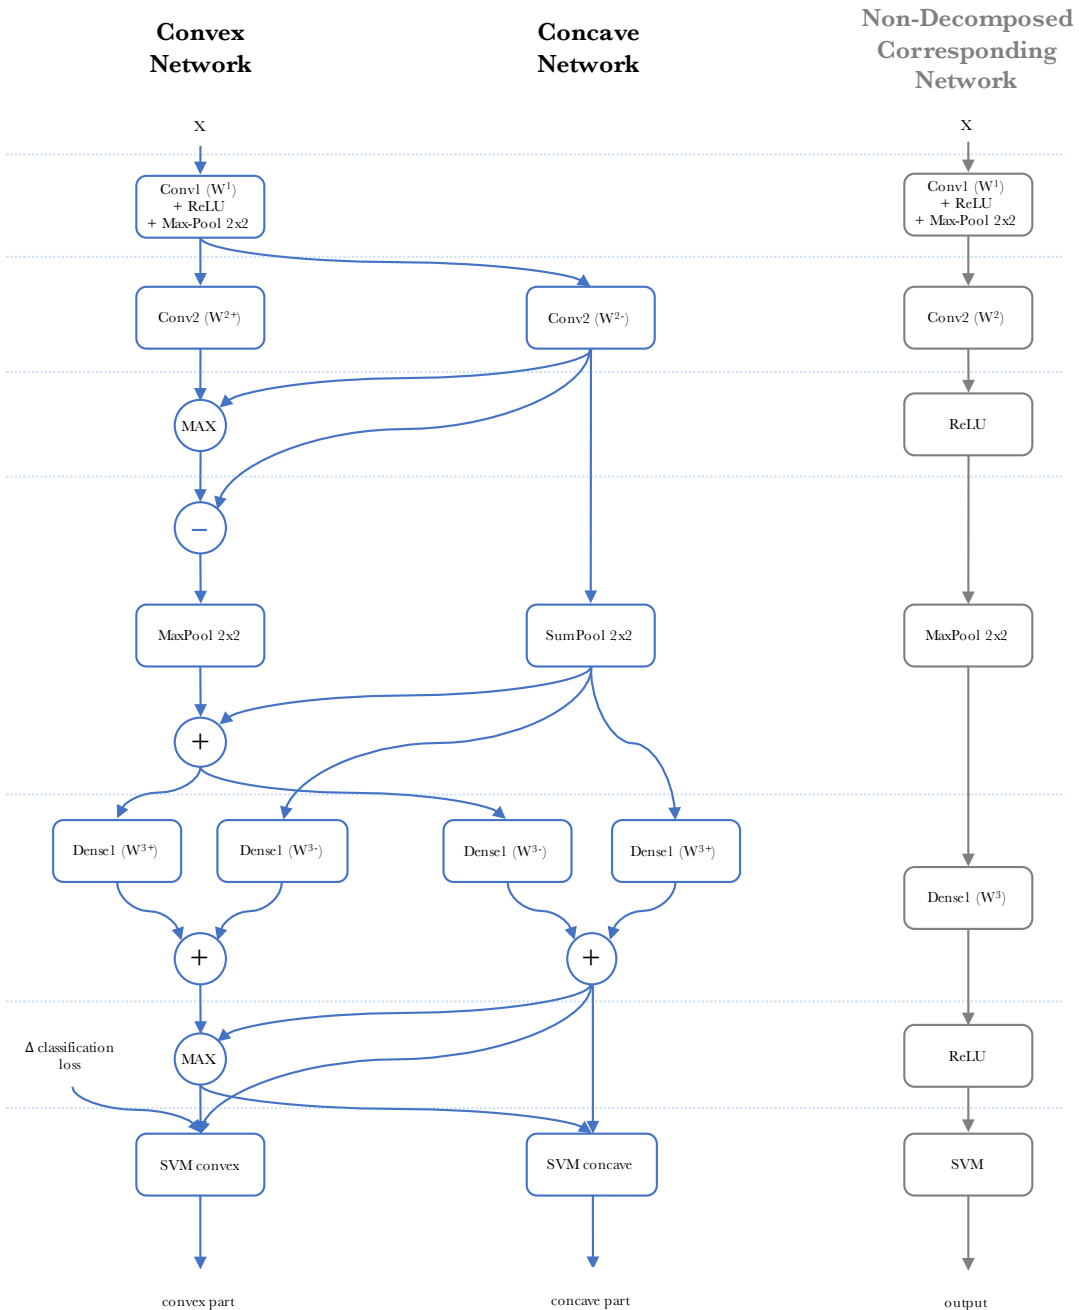 Convex
Network
Concave
Network
Non-Decomposed
Corresponding
Network
X
X
Conv1 (W¹)
+ ReLU
+ Max-Pool 2x2
Conv1 (W¹)
+ ReLU
+ Max-Pool 2x2
Conv2 (W²⁺)
Conv2 (W²⁻)
Conv2 (W²)
MAX
ReLU
−
MaxPool 2x2
SumPool 2x2
MaxPool 2x2
+
Dense1 (W³⁺)
Dense1 (W³⁻)
Dense1 (W³⁻)
Dense1 (W³⁺)
Dense1 (W³)
+
+
Δ classification
loss
MAX
ReLU
SVM convex
SVM concave
SVM
convex part
concave part
output